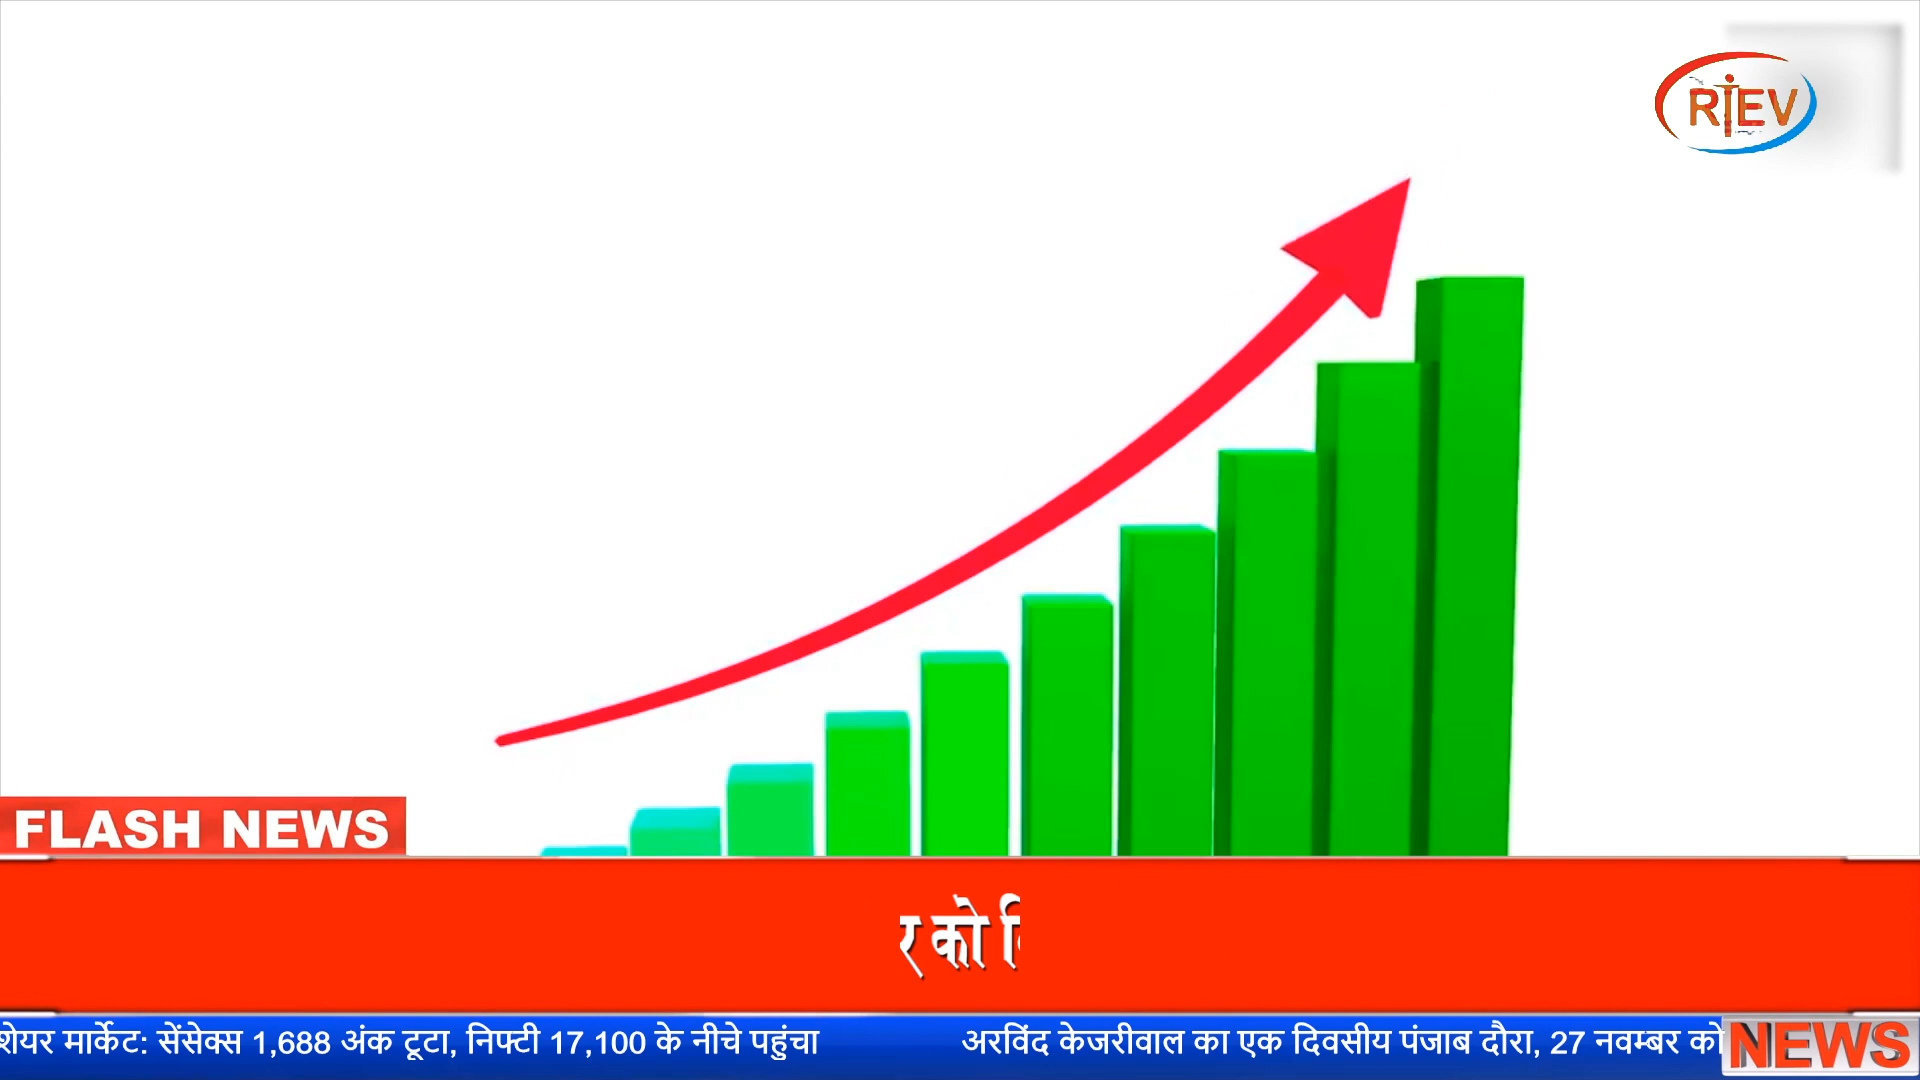 RIEV
FLASH NEWS
र को
शेयर मार्केट: सेंसेक्स 1,688 अंक टूटा, निफ्टी 17,100 के नीचे पहुंचा अरविंद केजरीवाल का एक दिवसीय पंजाब दौरा, 27 नवम्बर को
NEWS